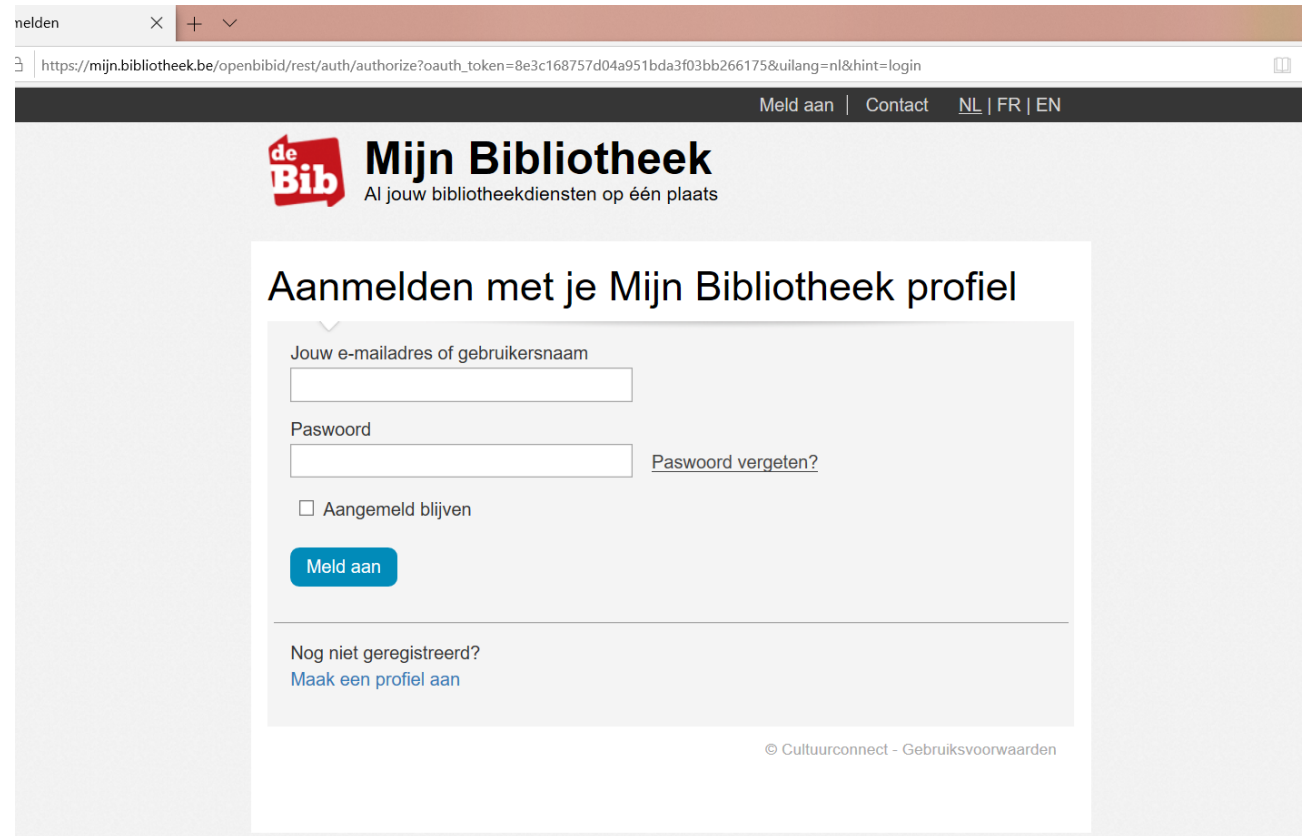 melden
https://mijn.bibliotheek.be/openbibid/rest/auth/authorize?oauth_token=8e3c168757d04a951bda3f03bb266175&uilang=nl&hint=login
Meld aan | Contact NL | FR | EN
de
Bib
Mijn Bibliotheek
Al jouw bibliotheekdiensten op één plaats
Aanmelden met je Mijn Bibliotheek profiel
Jouw e-mailadres of gebruikersnaam
Paswoord
Paswoord vergeten?
Aangemeld blijven
Meld aan
Nog niet geregistreerd?
Maak een profiel aan
© Cultuurconnect - Gebruiksvoorwaarden